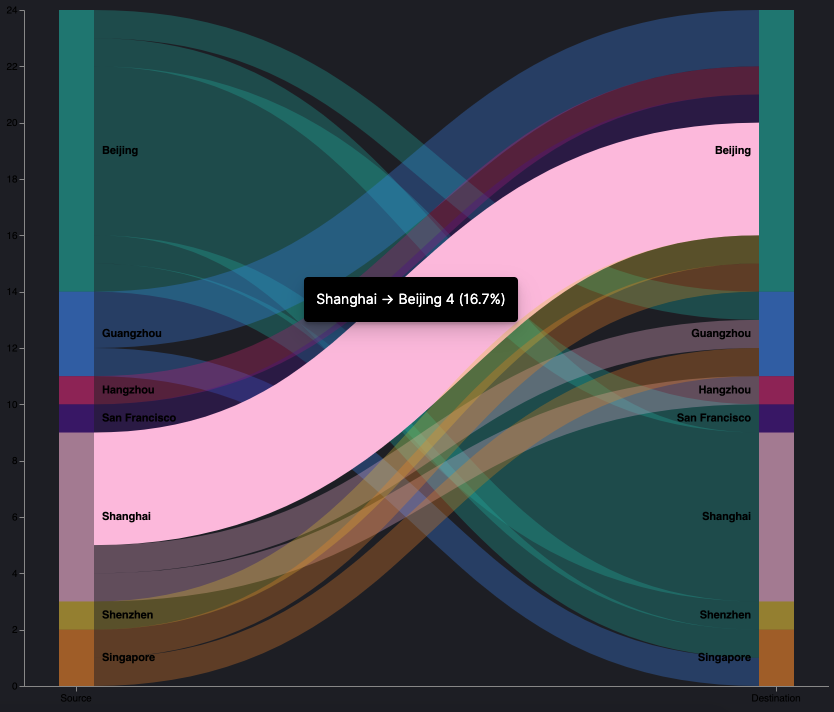 24
22
20
18
16
14
12
10
8
6
4
2
0
Beijing
Guangzhou
Hangzhou
San Francisco
Shanghai
Shenzhen
Singapore
Shanghai → Beijing 4 (16.7%)
Beijing
Guangzhou
Hangzhou
San Francisco
Shanghai
Shenzhen
Singapore
Source
Destination